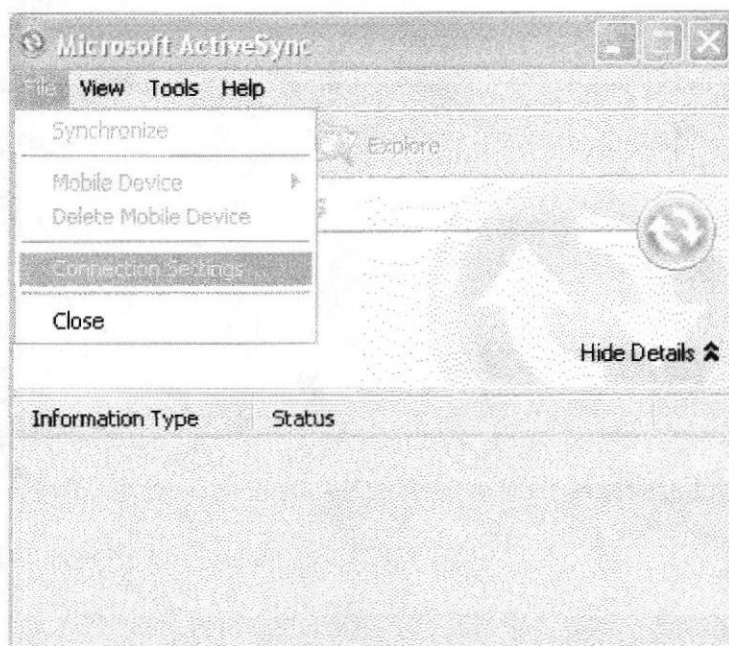 Microsoft ActiveSync
File View Tools Help
Synchronize
Explore
Mobile Device
Delete Mobile Device
Connection Settings
Close
Hide Details
Information Type Status